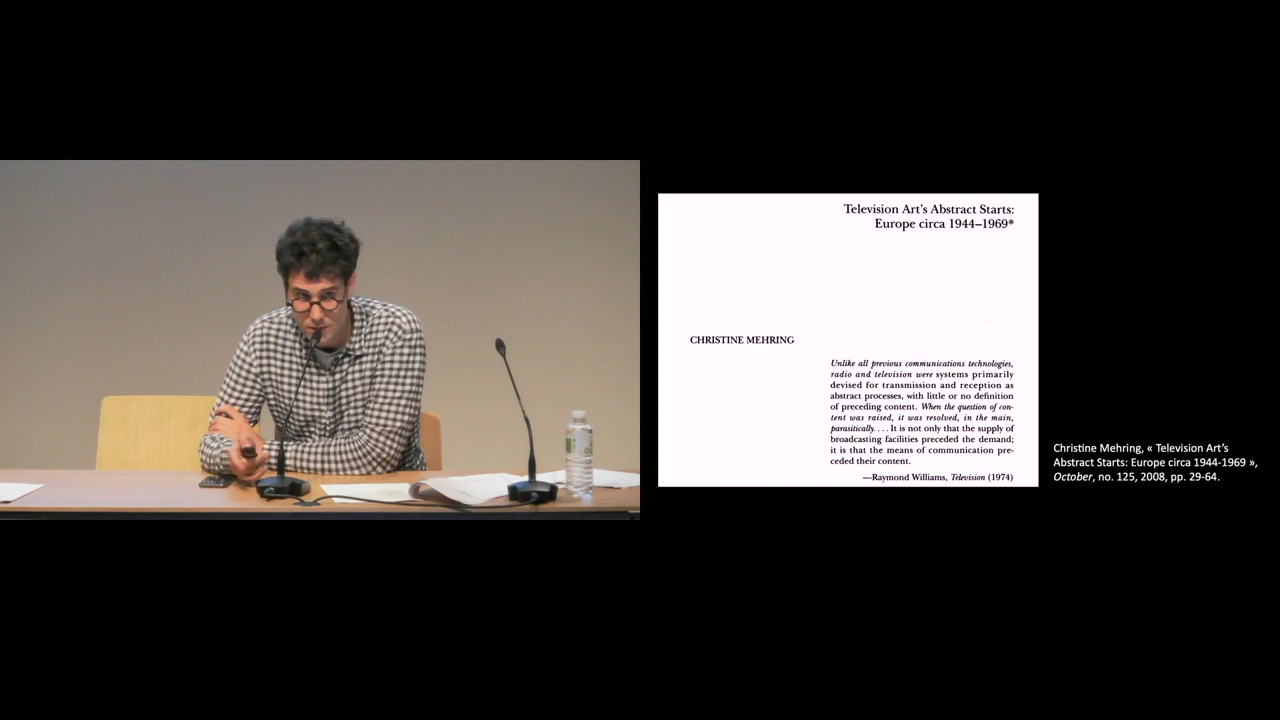 Television Art's Abstract Starts:
Europe circa 1944–1969*
CHRISTINE MEHRING
Unlike all previous communications technologies,
radio and television were systems primarily
devised for transmission and reception as
abstract processes, with little or no definition
of preceding content. When the question of con-
tent was raised, it was resolved, in the main,
parasitically. . . . It is not only that the supply of
broadcasting facilities preceded the demand;
it is that the means of communication pre-
ceded their content.
—Raymond Williams, Television (1974)
Christine Mehring, « Television Art's
Abstract Starts: Europe circa 1944-1969 »,
October, no. 125, 2008, pp. 29-64.